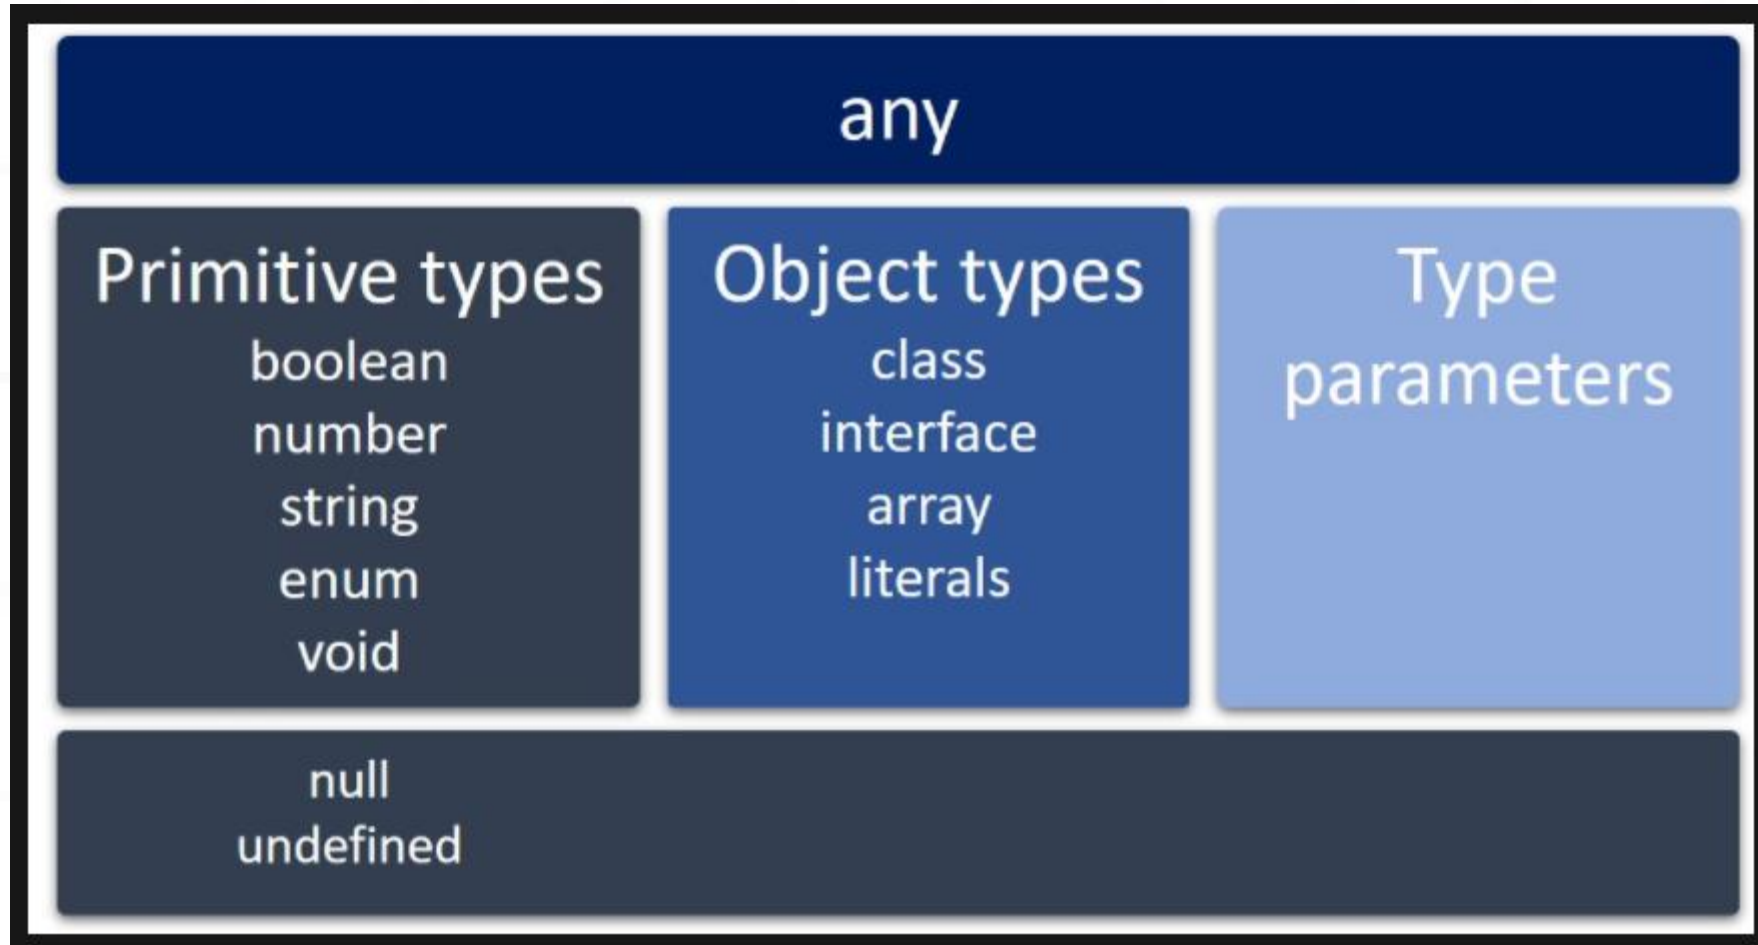 any
Primitive types
boolean
number
string
enum
void
Object types
class
interface
array
literals
Type
parameters
null
undefined